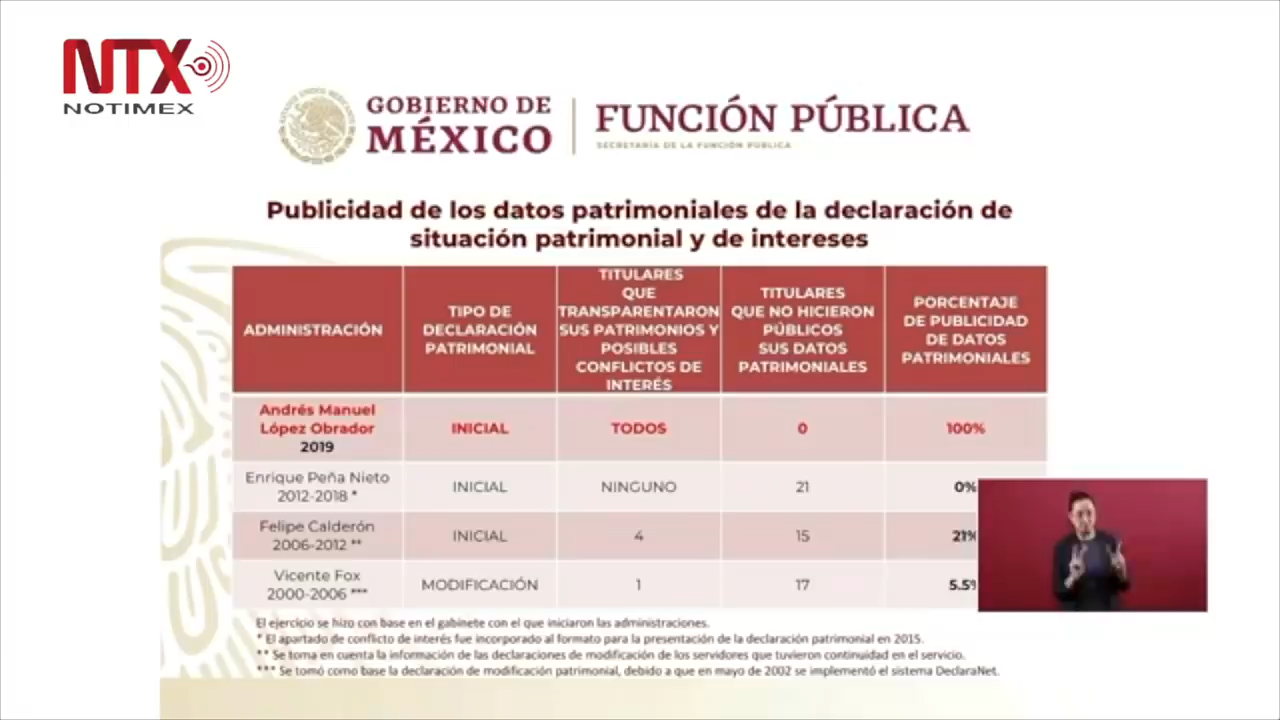 NTX
NOTIMEX
GOBIERNO DE
MÉXICO
FUNCIÓN PÚBLICA
SECRETARÍA DE LA FUNCIÓN PÚBLICA
Publicidad de los datos patrimoniales de la declaración de
situación patrimonial y de intereses
ADMINISTRACIÓN
TIPO DE
DECLARACIÓN
PATRIMONIAL
TITULARES
QUE
TRANSPARENTARON
SUS PATRIMONIOS Y
POSIBLES
CONFLICTOS DE
INTERÉS
TITULARES
QUE NO HICIERON
PÚBLICOS
SUS DATOS
PATRIMONIALES
PORCENTAJE
DE PUBLICIDAD
DE DATOS
PATRIMONIALES
Andrés Manuel
López Obrador
2019
INICIAL
TODOS
0
100%
Enrique Peña Nieto
2012-2018 *
INICIAL
NINGUNO
21
0%
Felipe Calderón
2006-2012 **
INICIAL
4
15
21%
Vicente Fox
2000-2006 ***
MODIFICACIÓN
1
17
5.5%
El ejercicio se hizo con base en el gabinete con el que iniciaron las administraciones.
* El apartado de conflicto de interés fue incorporado al formato para la presentación de la declaración patrimonial en 2015.
** Se toma en cuenta la información de las declaraciones de modificación de los servidores que tuvieron continuidad en el servicio.
*** Se tomó como base la declaración de modificación patrimonial, debido a que en mayo de 2002 se implementó el sistema DeclaraNet.